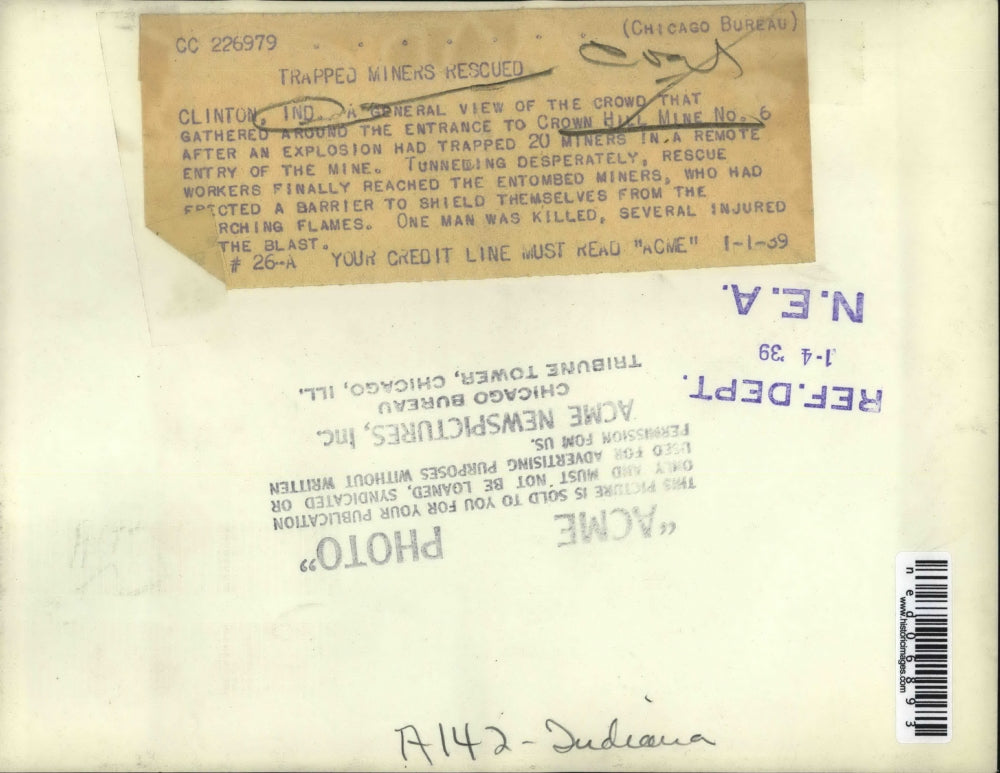 CC 226979 (CHICAGO BUREAU)
Coal
TRAPPED MINERS RESCUED
CLINTON, IND. A GENERAL VIEW OF THE CROWD THAT
GATHERED AROUND THE ENTRANCE TO CROWN HILL MINE NO. 6
AFTER AN EXPLOSION HAD TRAPPED 20 MINERS IN A REMOTE
ENTRY OF THE MINE. TUNNELING DESPERATELY, RESCUE
WORKERS FINALLY REACHED THE ENTOMBED MINERS, WHO HAD
ERECTED A BARRIER TO SHIELD THEMSELVES FROM THE
RCHING FLAMES. ONE MAN WAS KILLED, SEVERAL INJURED
THE BLAST.
# 26--A YOUR CREDIT LINE MUST READ "ACME" 1-1-39
N.E.A.
1-4 '39
REF. DEPT.
"ACME PHOTO"
THIS PICTURE IS SOLD TO YOU FOR YOUR PUBLICATION
ONLY AND MUST NOT BE LOANED, SYNDICATED OR
USED FOR ADVERTISING PURPOSES WITHOUT WRITTEN
PERMISSION FOM US.
ACME NEWSPICTURES, Inc.
CHICAGO BUREAU
TRIBUNE TOWER, CHICAGO, ILL.
ned06893
www.historicimages.com
A142 - Indiana